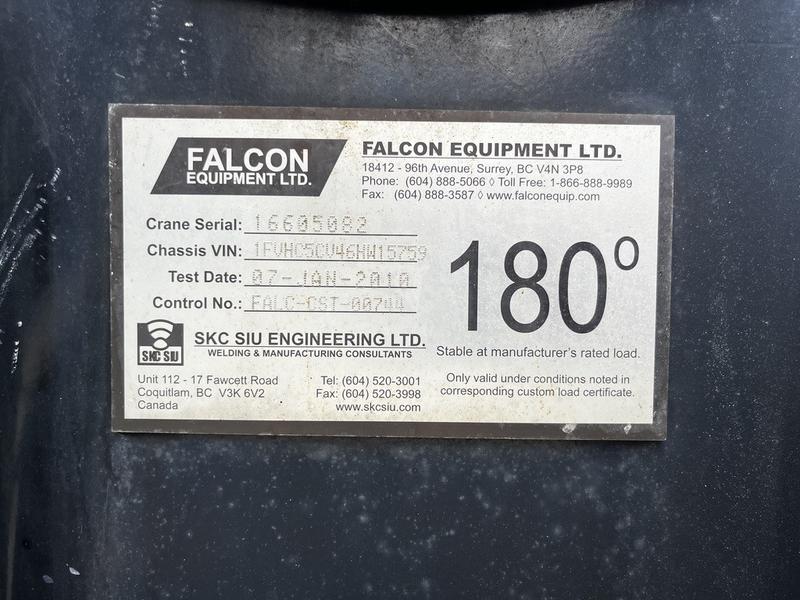 FALCON
EQUIPMENT LTD.
FALCON EQUIPMENT LTD.
18412 - 96th Avenue, Surrey, BC V4N 3P8
Phone: (604) 888-5066 ◊ Toll Free: 1-866-888-9989
Fax: (604) 888-3587 ◊ www.falconequip.com
Crane Serial: 16605082
Chassis VIN: 1FVHC5CV46HW15759
Test Date: 07-JAN-2010
Control No.: FALC-CST-00744
180°
Stable at manufacturer's rated load.
Only valid under conditions noted in
corresponding custom load certificate.
SKC SIU
SKC SIU ENGINEERING LTD.
WELDING & MANUFACTURING CONSULTANTS
Unit 112 - 17 Fawcett Road
Coquitlam, BC V3K 6V2
Canada
Tel: (604) 520-3001
Fax: (604) 520-3998
www.skcsiu.com